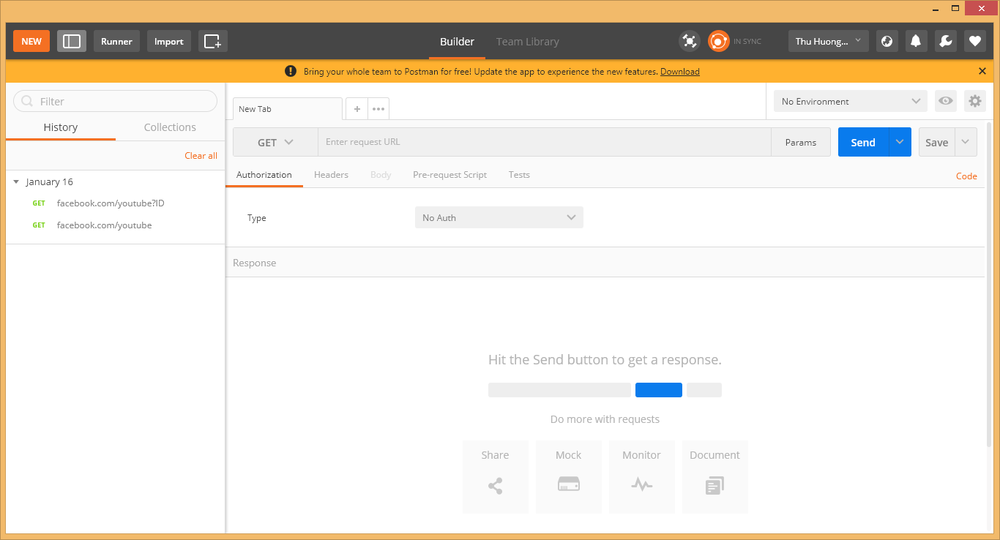 NEW Runner Import Builder Team Library IN SYNC Thu Huong...
Bring your whole team to Postman for free! Update the app to experience the new features. Download
Filter
History Collections
Clear all
January 16
GET facebook.com/youtube?ID
GET facebook.com/youtube
New Tab
No Environment
GET Enter request URL Params Send Save
Authorization Headers Body Pre-request Script Tests Code
Type No Auth
Response
Hit the Send button to get a response.
Do more with requests
Share Mock Monitor Document